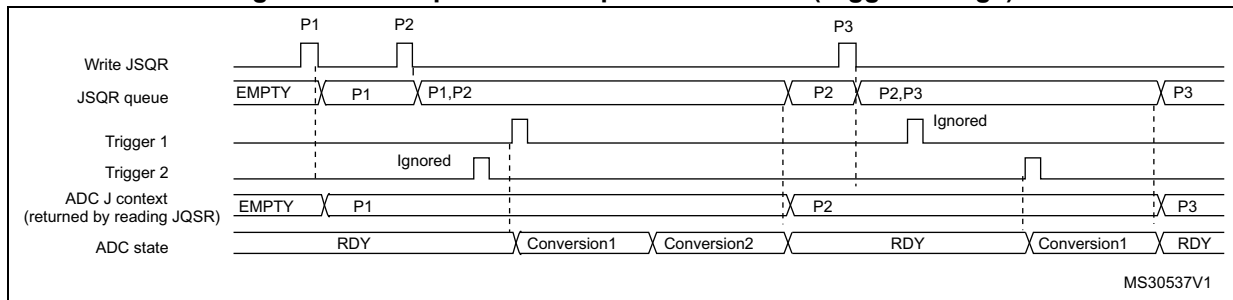 P1 P2 P3
Write JSQR
JSQR queue EMPTY P1 P1,P2 P2 P2,P3 P3
Trigger 1 Ignored
Trigger 2 Ignored
ADC J context
(returned by reading JQSR) EMPTY P1 P2 P3
ADC state RDY Conversion1 Conversion2 RDY Conversion1 RDY
MS30537V1